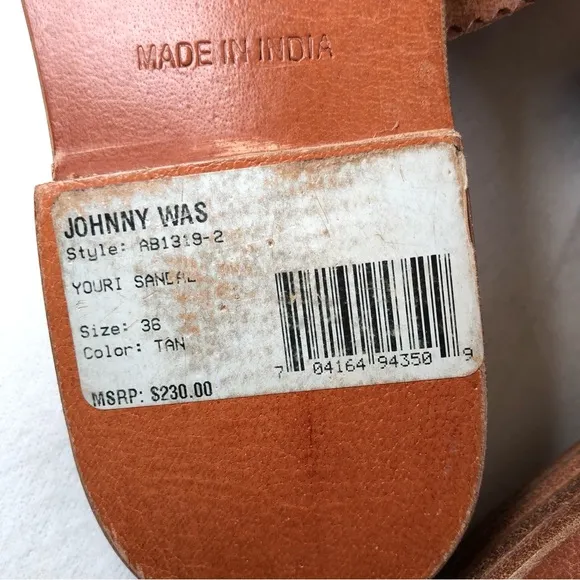 MADE IN INDIA
JOHNNY WAS
Style: AB1319-2
YOURI SANDAL
Size: 36
Color: TAN
7 04164 94350 9
MSRP: $230.00